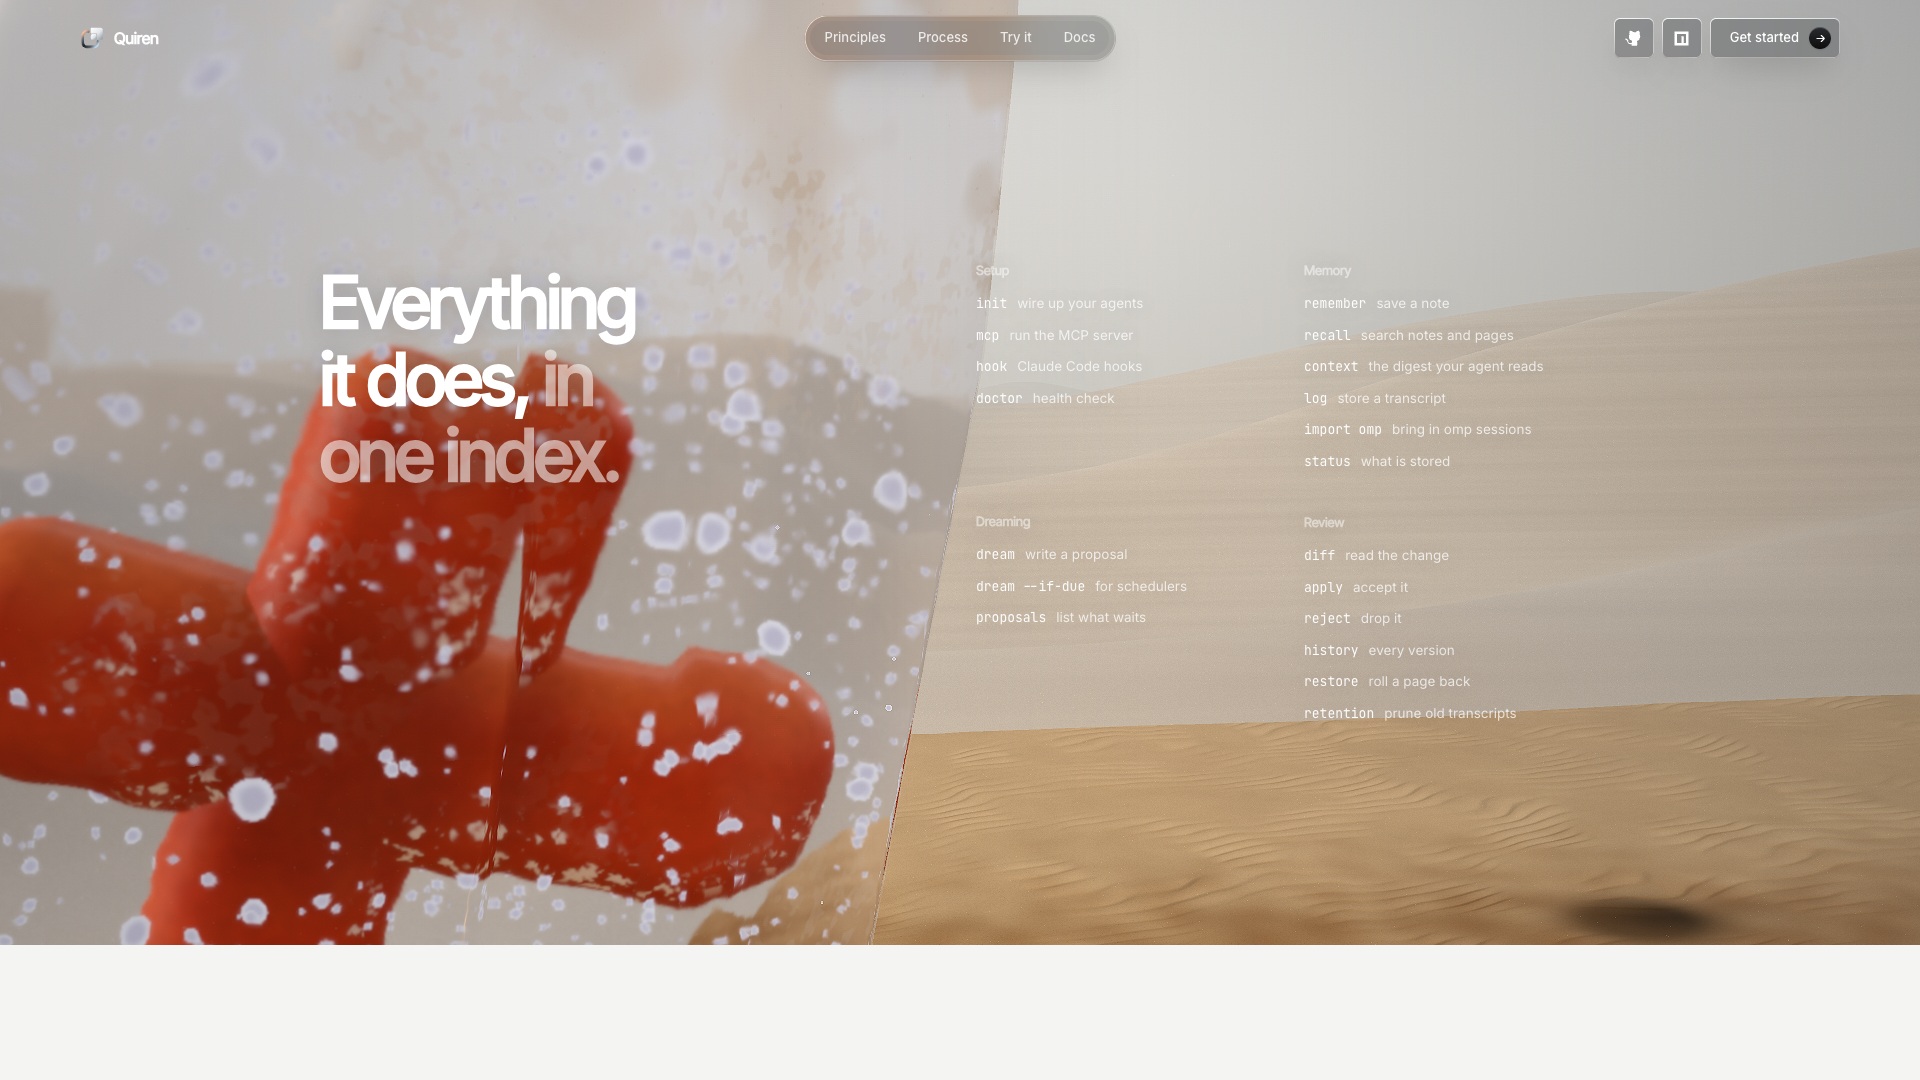 Quiren
Principles
Process
Try it
Docs
Get started
Everything
it does, in
one index.
Setup
init wire up your agents
mcp run the MCP server
hook Claude Code hooks
doctor health check
Memory
remember save a note
recall search notes and pages
context the digest your agent reads
log store a transcript
import omp bring in omp sessions
status what is stored
Dreaming
dream write a proposal
dream --if-due for schedulers
proposals list what waits
Review
diff read the change
apply accept it
reject drop it
history every version
restore roll a page back
retention prune old transcripts